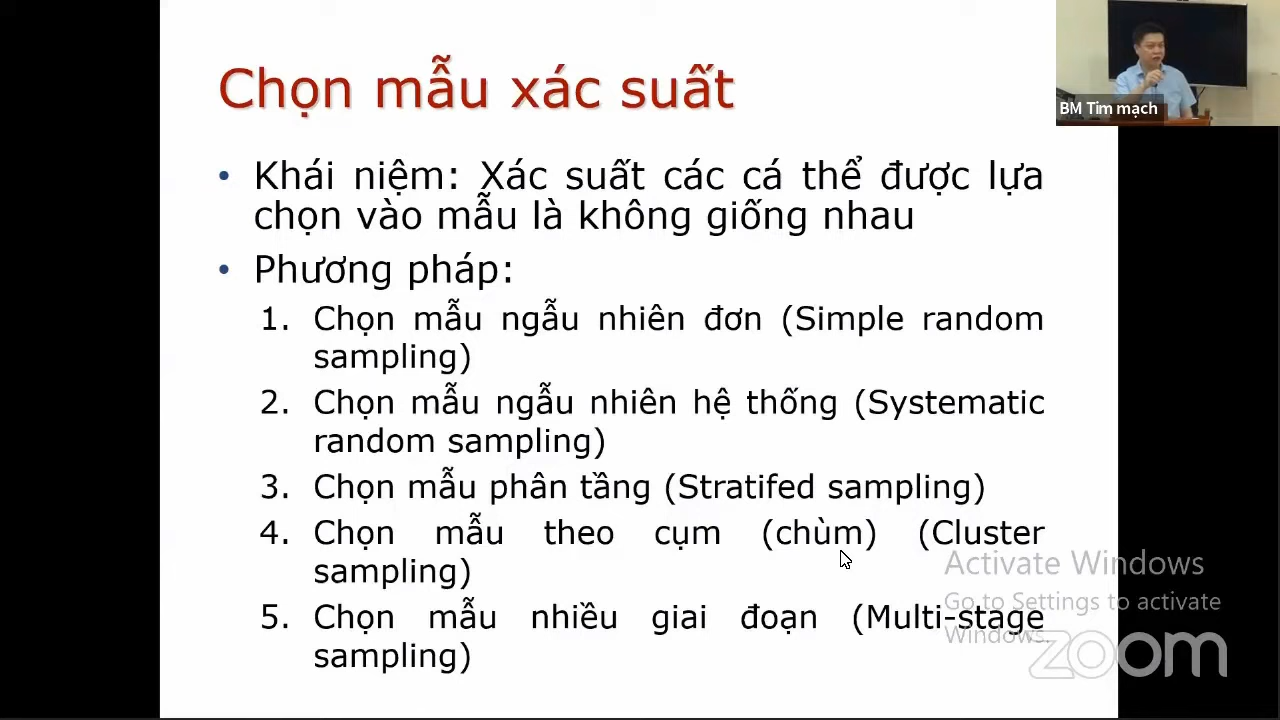 Chọn mẫu xác suất
BM Tim mạch
• Khái niệm: Xác suất các cá thể được lựa
chọn vào mẫu là không giống nhau
• Phương pháp:
1. Chọn mẫu ngẫu nhiên đơn (Simple random
sampling)
2. Chọn mẫu ngẫu nhiên hệ thống (Systematic
random sampling)
3. Chọn mẫu phân tầng (Stratifed sampling)
4. Chọn mẫu theo cụm (chùm) (Cluster
sampling)
5. Chọn mẫu nhiều giai đoạn (Multi-stage
sampling)
Activate Windows
Go to Settings to activate
Windows.
zoom